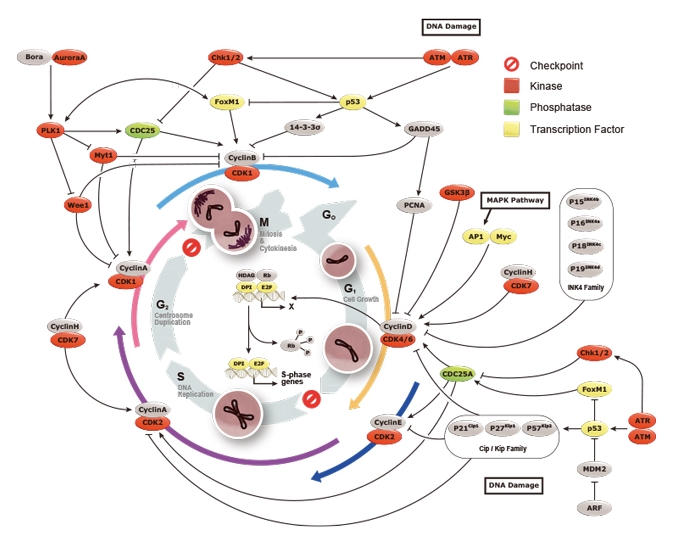 DNA Damage
Bora
AuroraA
Chk1/2
ATM
ATR
Checkpoint
Kinase
Phosphatase
Transcription Factor
FoxM1
p53
PLK1
CDC25
14-3-3σ
GADD45
Myt1
CyclinB
CDK1
Wee1
PCNA
GSK3β
MAPK Pathway
AP1
Myc
P15INK4b
P16INK4a
P18INK4c
P19INK4d
INK4 Family
M
Mitosis
&
Cytokinesis
G0
CyclinA
CDK1
CyclinH
CDK7
G1
Cell Growth
HDAG
Rb
DPI
E2F
X
G2
Centrosome
Duplication
CyclinH
CDK7
CyclinD
CDK4/6
Rb
P
P
P
DPI
E2F
S-phase
genes
S
DNA
Replication
CDC25A
Chk1/2
FoxM1
CyclinA
CDK2
CyclinE
CDK2
P21Cip1
P27Kip1
P57Kip2
Cip / Kip Family
p53
ATR
ATM
MDM2
DNA Damage
ARF